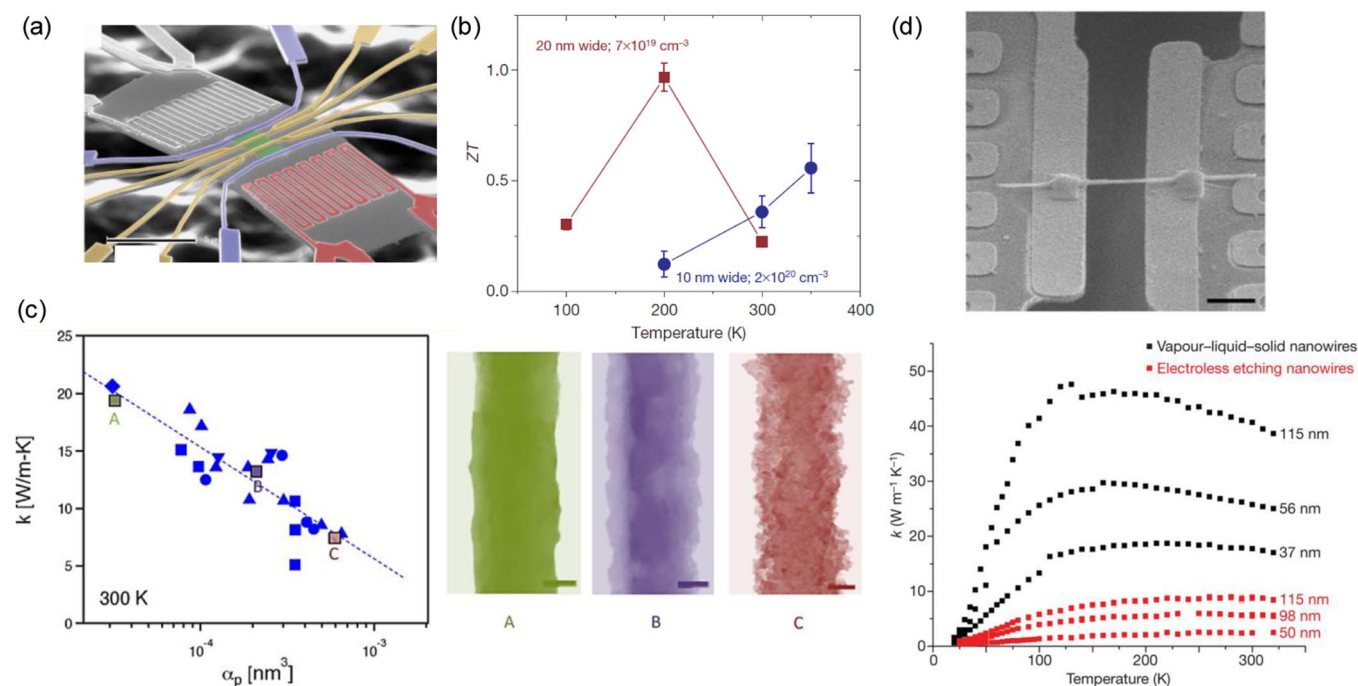 (a)
(b)
20 nm wide; 7×10¹⁹ cm⁻³
1.0
0.5
0.0
ZT
10 nm wide; 2×10²⁰ cm⁻³
100
200
300
400
Temperature (K)
(d)
(c)
25
20
15
10
5
0
k [W/m-K]
A
B
C
300 K
10⁻⁴
10⁻³
αp [nm³]
A
B
C
Vapour–liquid–solid nanowires
Electroless etching nanowires
50
40
30
20
10
0
k (W m⁻¹ K⁻¹)
115 nm
56 nm
37 nm
115 nm
98 nm
50 nm
0
100
200
300
Temperature (K)